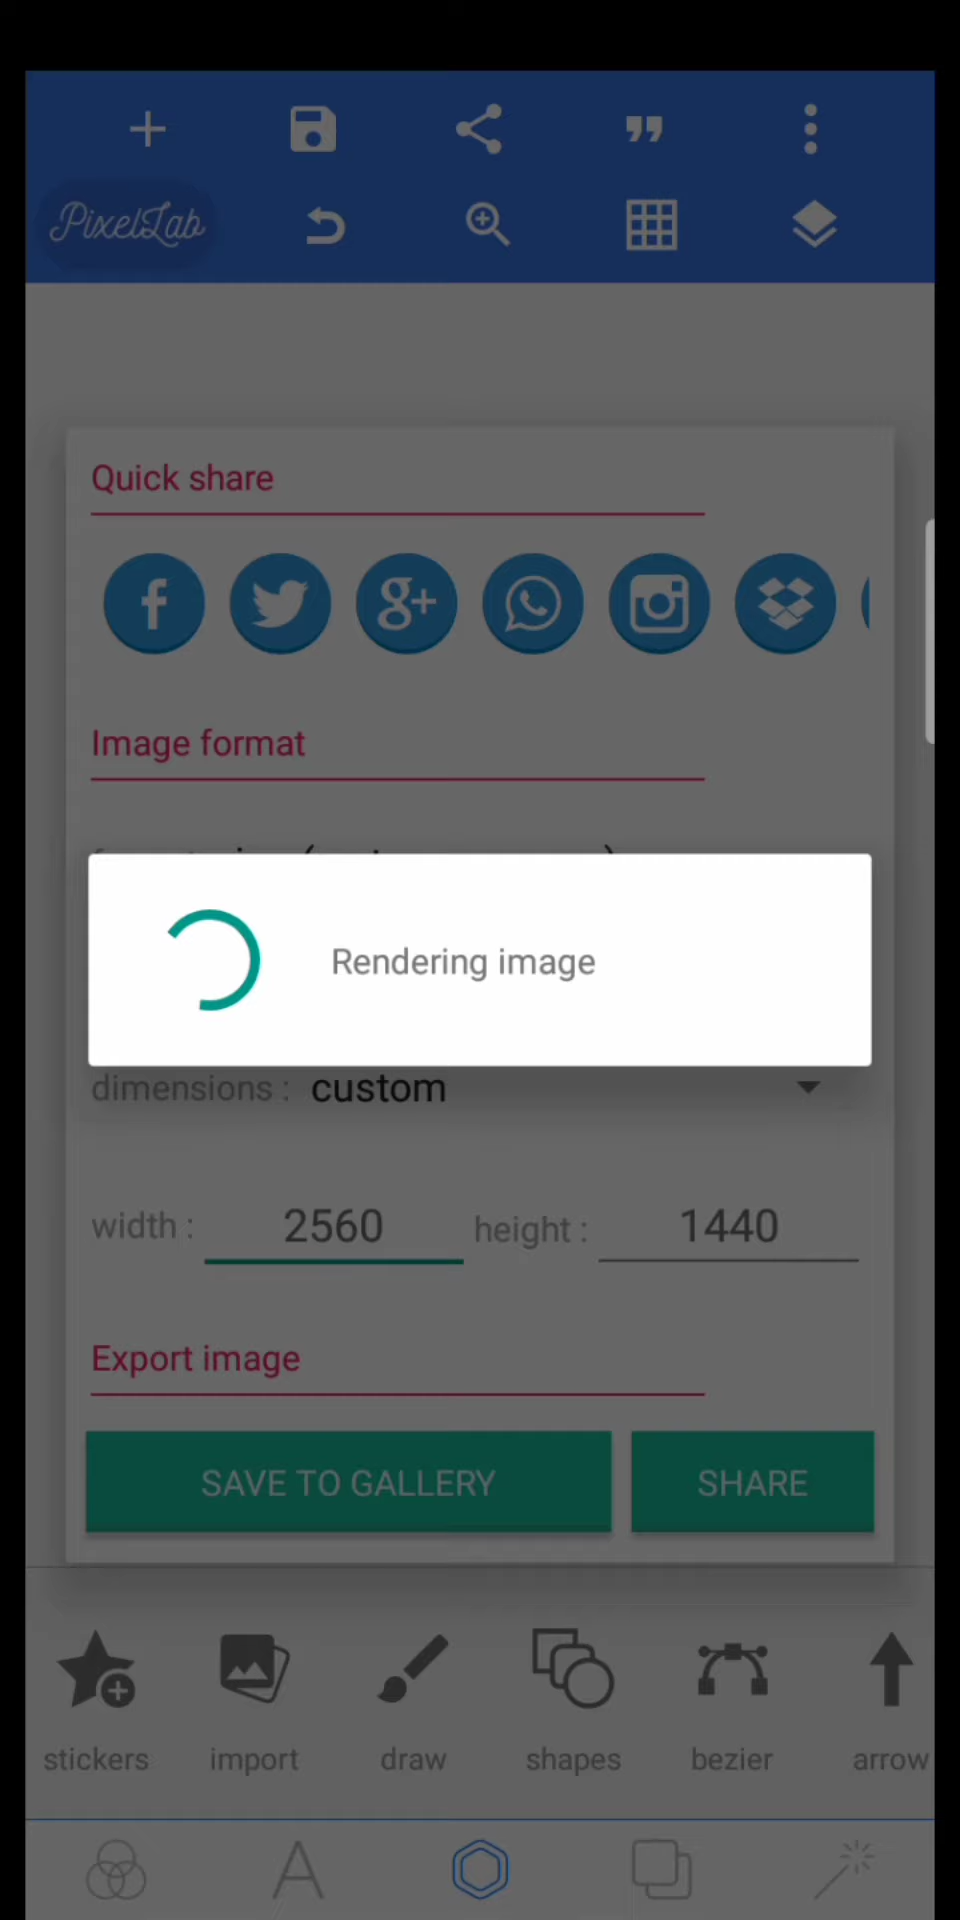 PixelLab
Quick share
Image format
Rendering image
dimensions : custom
width : 2560 height : 1440
Export image
SAVE TO GALLERY SHARE
stickers import draw shapes bezier arrow